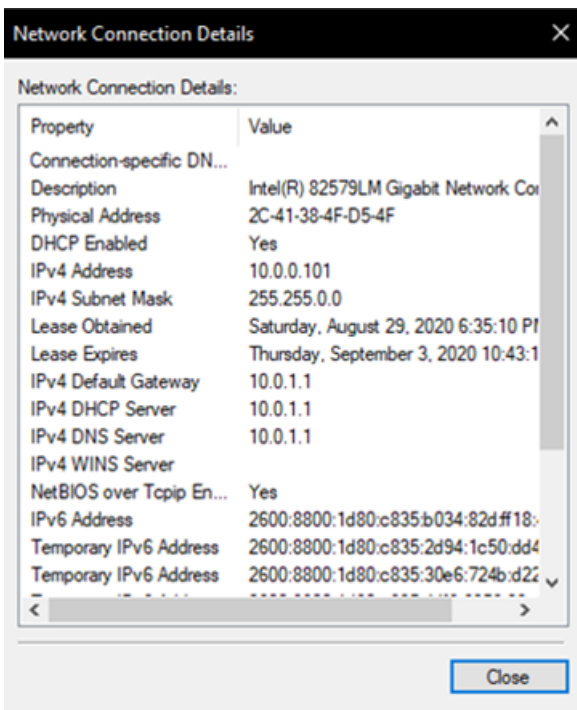 Network Connection Details
Network Connection Details:
Property Value
Connection-specific DN...
Description Intel(R) 82579LM Gigabit Network Cor
Physical Address 2C-41-38-4F-D5-4F
DHCP Enabled Yes
IPv4 Address 10.0.0.101
IPv4 Subnet Mask 255.255.0.0
Lease Obtained Saturday, August 29, 2020 6:35:10 PM
Lease Expires Thursday, September 3, 2020 10:43:1
IPv4 Default Gateway 10.0.1.1
IPv4 DHCP Server 10.0.1.1
IPv4 DNS Server 10.0.1.1
IPv4 WINS Server
NetBIOS over Tcpip En... Yes
IPv6 Address 2600:8800:1d80:c835:b034:82d:ff18:
Temporary IPv6 Address 2600:8800:1d80:c835:2d94:1c50:dd4
Temporary IPv6 Address 2600:8800:1d80:c835:30e6:724b:d22
Close